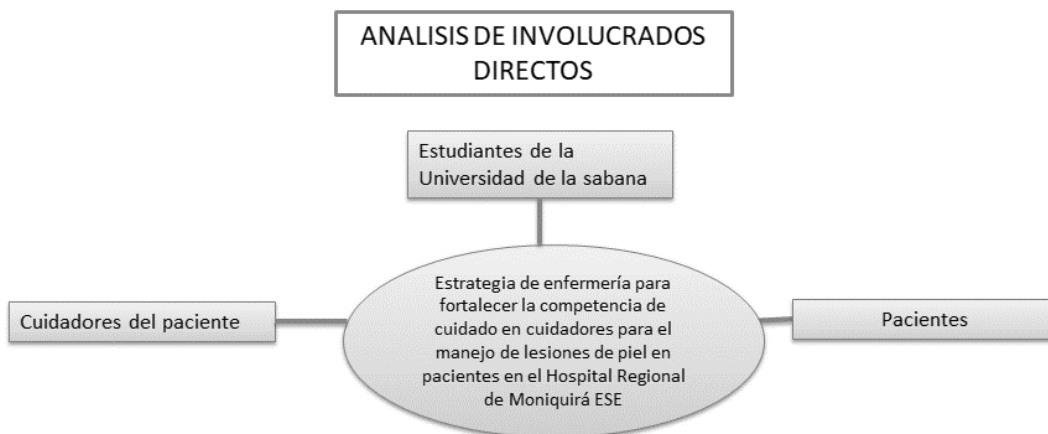 ANALISIS DE INVOLUCRADOS
DIRECTOS
Estudiantes de la
Universidad de la sabana
Cuidadores del paciente
Estrategia de enfermería para
fortalecer la competencia de
cuidado en cuidadores para el
manejo de lesiones de piel en
pacientes en el Hospital Regional
de Moniquirá ESE
Pacientes